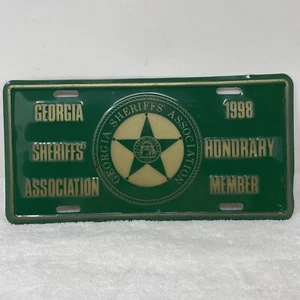 GEORGIA
SHERIFFS'
ASSOCIATION
GEORGIA SHERIFFS' ASSOCIATION
1998
HONORARY
MEMBER